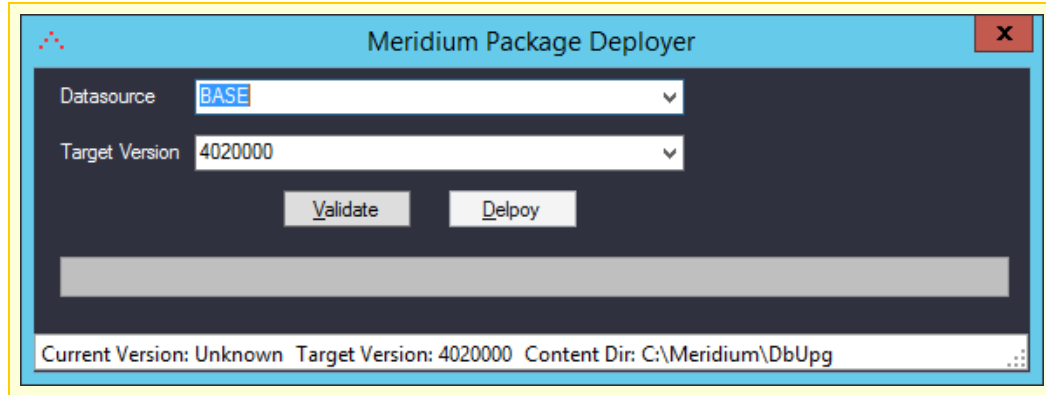 Meridium Package Deployer
x
Datasource BASE
Target Version 4020000
Validate Delpoy
Current Version: Unknown Target Version: 4020000 Content Dir: C:\Meridium\DbUpg